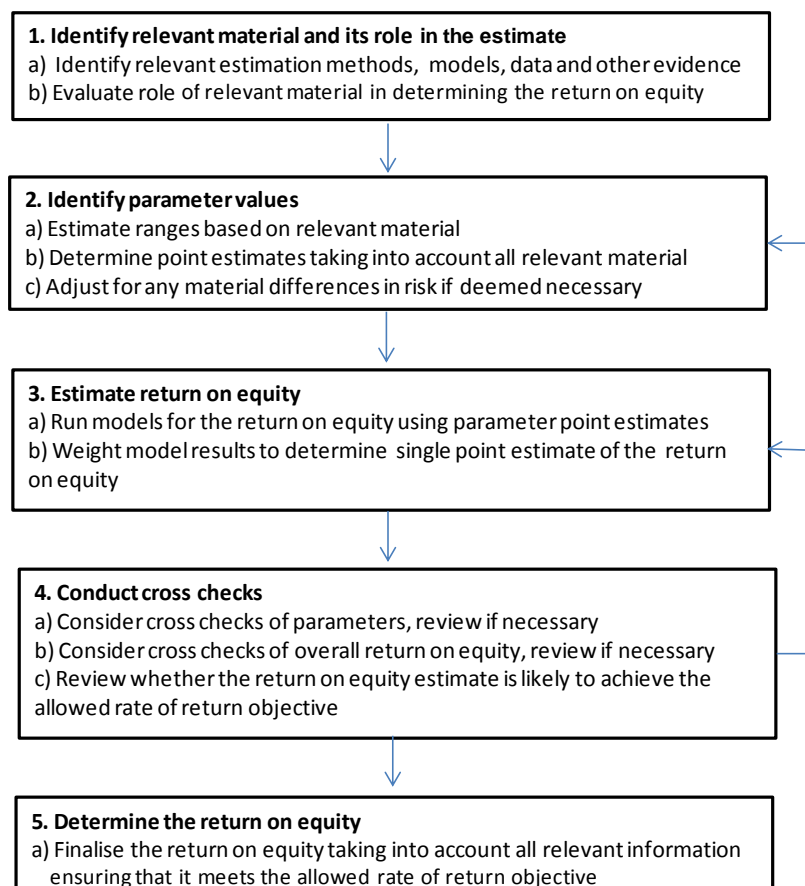 1. Identify relevant material and its role in the estimate
a) Identify relevant estimation methods, models, data and other evidence
b) Evaluate role of relevant material in determining the return on equity
2. Identify parameter values
a) Estimate ranges based on relevant material
b) Determine point estimates taking into account all relevant material
c) Adjust for any material differences in risk if deemed necessary
3. Estimate return on equity
a) Run models for the return on equity using parameter point estimates
b) Weight model results to determine single point estimate of the return
on equity
4. Conduct cross checks
a) Consider cross checks of parameters, review if necessary
b) Consider cross checks of overall return on equity, review if necessary
c) Review whether the return on equity estimate is likely to achieve the
allowed rate of return objective
5. Determine the return on equity
a) Finalise the return on equity taking into account all relevant information
ensuring that it meets the allowed rate of return objective